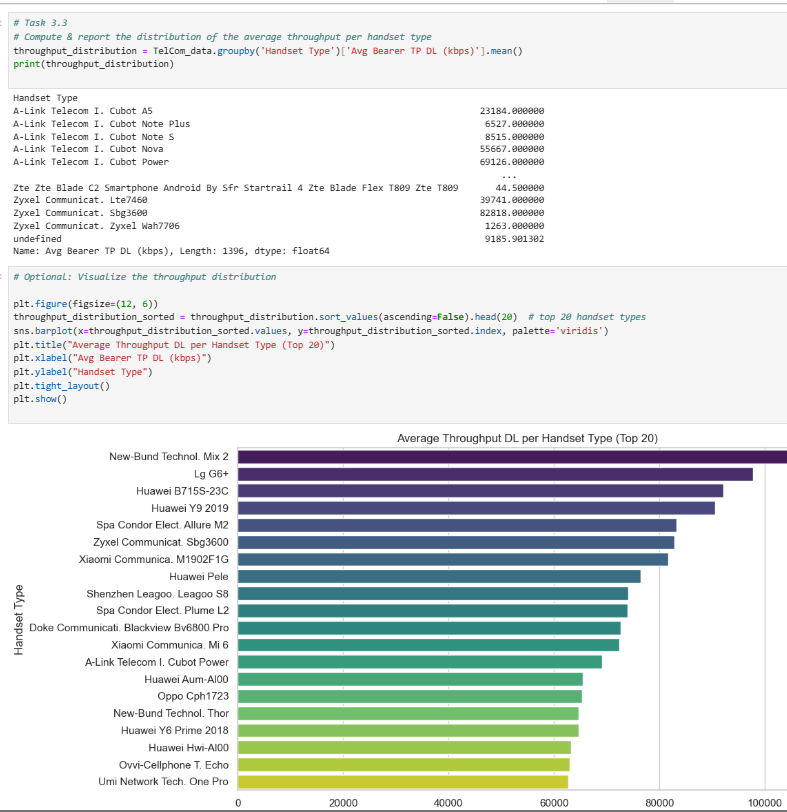 # Task 3.3
# Compute & report the distribution of the average throughput per handset type
throughput_distribution = TelCom_data.groupby('Handset Type')['Avg Bearer TP DL (kbps)'].mean()
print(throughput_distribution)
Handset Type
A-Link Telecom I. Cubot A5 23184.000000
A-Link Telecom I. Cubot Note Plus 6527.000000
A-Link Telecom I. Cubot Note S 8515.000000
A-Link Telecom I. Cubot Nova 55667.000000
A-Link Telecom I. Cubot Power 69126.000000
...
Zte Zte Blade C2 Smartphone Android By Sfr Startrail 4 Zte Blade Flex T809 Zte T809 44.500000
Zyxel Communicat. Lte7460 39741.000000
Zyxel Communicat. Sbg3600 82818.000000
Zyxel Communicat. Zyxel Wah7706 1263.000000
undefined 9185.901302
Name: Avg Bearer TP DL (kbps), Length: 1396, dtype: float64
# Optional: Visualize the throughput distribution
plt.figure(figsize=(12, 6))
throughput_distribution_sorted = throughput_distribution.sort_values(ascending=False).head(20) # top 20 handset types
sns.barplot(x=throughput_distribution_sorted.values, y=throughput_distribution_sorted.index, palette='viridis')
plt.title("Average Throughput DL per Handset Type (Top 20)")
plt.xlabel("Avg Bearer TP DL (kbps)")
plt.ylabel("Handset Type")
plt.tight_layout()
plt.show()
Average Throughput DL per Handset Type (Top 20)
Handset Type
New-Bund Technol. Mix 2
Lg G6+
Huawei B715S-23C
Huawei Y9 2019
Spa Condor Elect. Allure M2
Zyxel Communicat. Sbg3600
Xiaomi Communica. M1902F1G
Huawei Pele
Shenzhen Leagoo. Leagoo S8
Spa Condor Elect. Plume L2
Doke Communicati. Blackview Bv6800 Pro
Xiaomi Communica. Mi 6
A-Link Telecom I. Cubot Power
Huawei Aum-Al00
Oppo Cph1723
New-Bund Technol. Thor
Huawei Y6 Prime 2018
Huawei Hwi-Al00
Ovvi-Cellphone T. Echo
Umi Network Tech. One Pro
0 20000 40000 60000 80000 100000